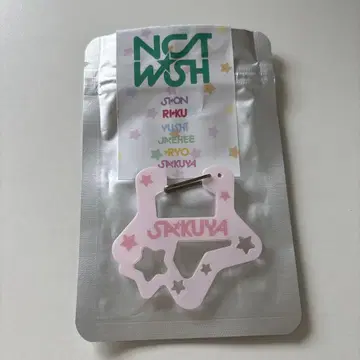 NCT
WISH
SION
RIKU
YUSHI
JAEHEE
RYO
SAKUYA
SAKUYA